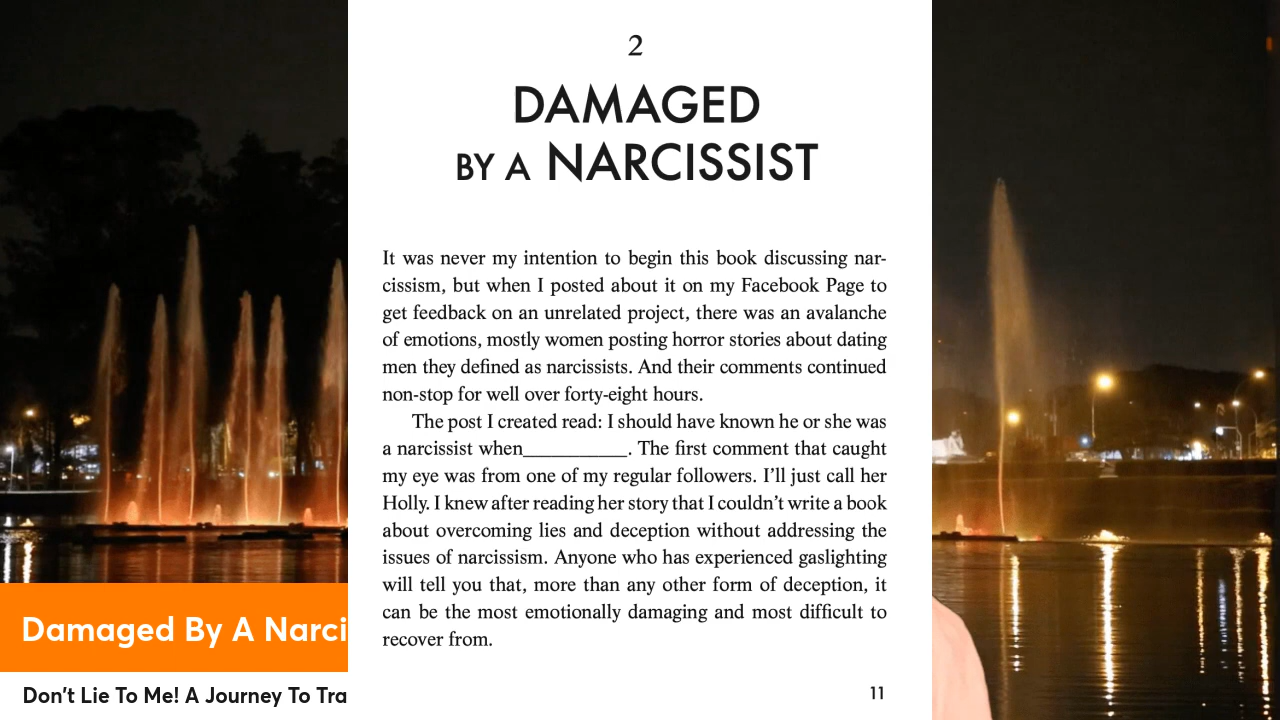 2
DAMAGED
BY A NARCISSIST
It was never my intention to begin this book discussing nar-
cissism, but when I posted about it on my Facebook Page to
get feedback on an unrelated project, there was an avalanche
of emotions, mostly women posting horror stories about dating
men they defined as narcissists. And their comments continued
non-stop for well over forty-eight hours.
The post I created read: I should have known he or she was
a narcissist when___________. The first comment that caught
my eye was from one of my regular followers. I’ll just call her
Holly. I knew after reading her story that I couldn’t write a book
about overcoming lies and deception without addressing the
issues of narcissism. Anyone who has experienced gaslighting
will tell you that, more than any other form of deception, it
can be the most emotionally damaging and most difficult to
recover from.
11
Damaged By A Narci
Don’t Lie To Me! A Journey To Tra